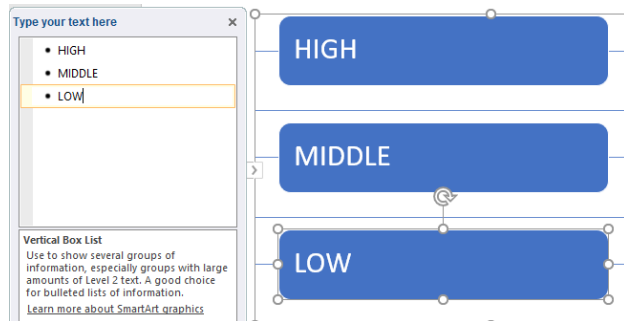 Type your text here
HIGH
MIDDLE
LOW
Vertical Box List
Use to show several groups of
information, especially groups with large
amounts of Level 2 text. A good choice
for bulleted lists of information.
Learn more about SmartArt graphics
HIGH
MIDDLE
LOW